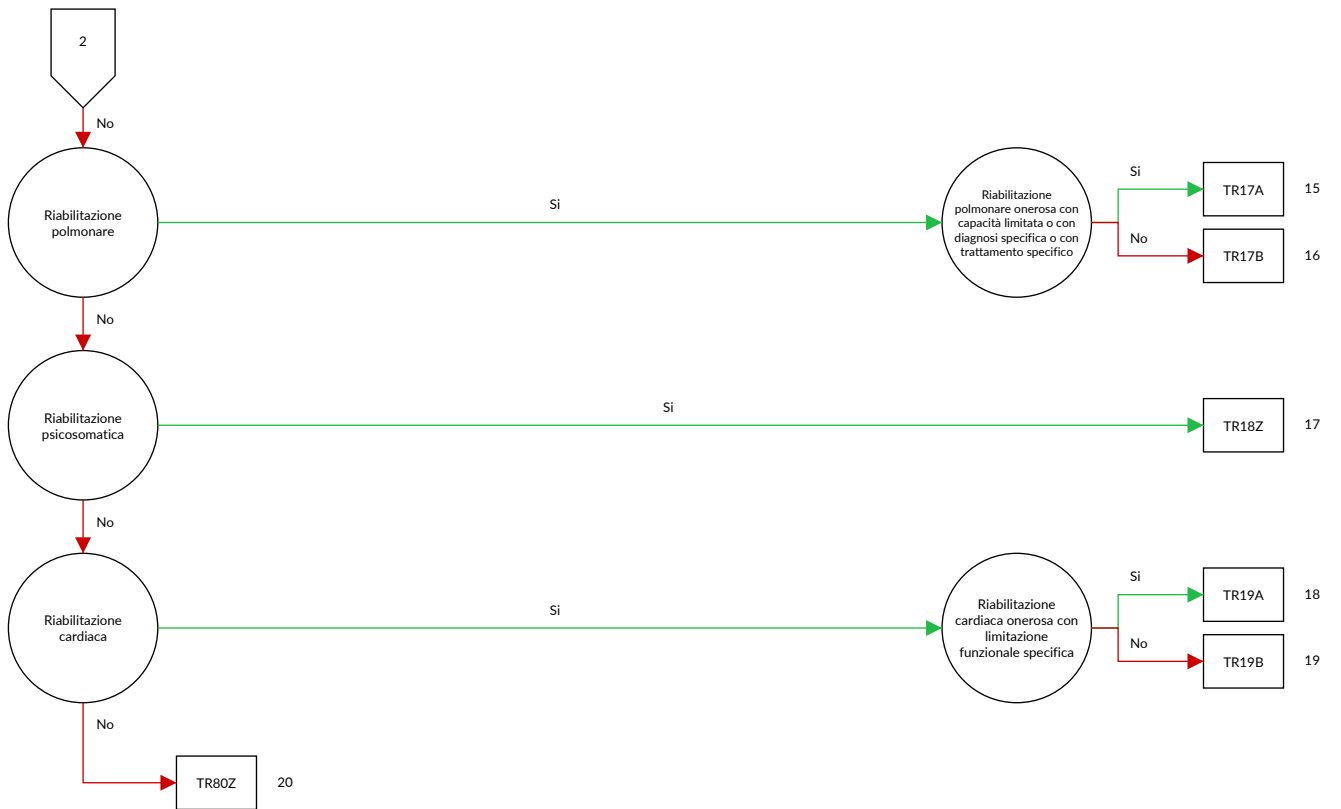 2
No
Riabilitazione
polmonare
Si
Riabilitazione
polmonare onerosa con
capacità limitata o con
diagnosi specifica o con
trattamento specifico
Si
TR17A
15
No
TR17B
16
No
Riabilitazione
psicosomatica
Si
TR18Z
17
No
Riabilitazione
cardiaca
Si
Riabilitazione
cardiaca onerosa con
limitazione
funzionale specifica
Si
TR19A
18
No
TR19B
19
No
TR80Z
20